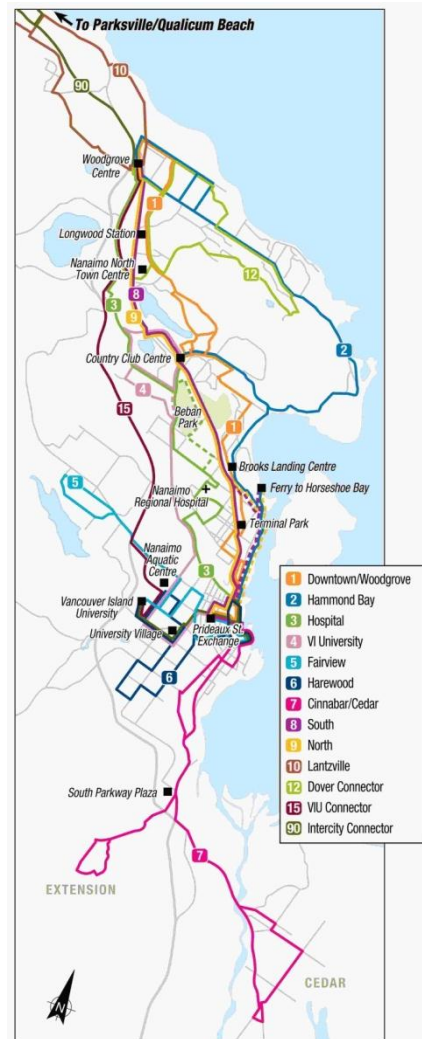 To Parksville/Qualicum Beach
10
90
Woodgrove
Centre
1
Longwood Station
Nanaimo North
Town Centre
12
3
8
9
2
Country Club Centre
4
15
Beban
Park
1
Brooks Landing Centre
5
Nanaimo
Regional Hospital
Ferry to Horseshoe Bay
Terminal Park
Nanaimo
Aquatic
Centre
3
Vancouver Island
University
University Village
Prideaux St.
Exchange
6
1 Downtown/Woodgrove
2 Hammond Bay
3 Hospital
4 VI University
5 Fairview
6 Harewood
7 Cinnabar/Cedar
8 South
9 North
10 Lantzville
12 Dover Connector
15 VIU Connector
90 Intercity Connector
South Parkway Plaza
7
EXTENSION
CEDAR
N